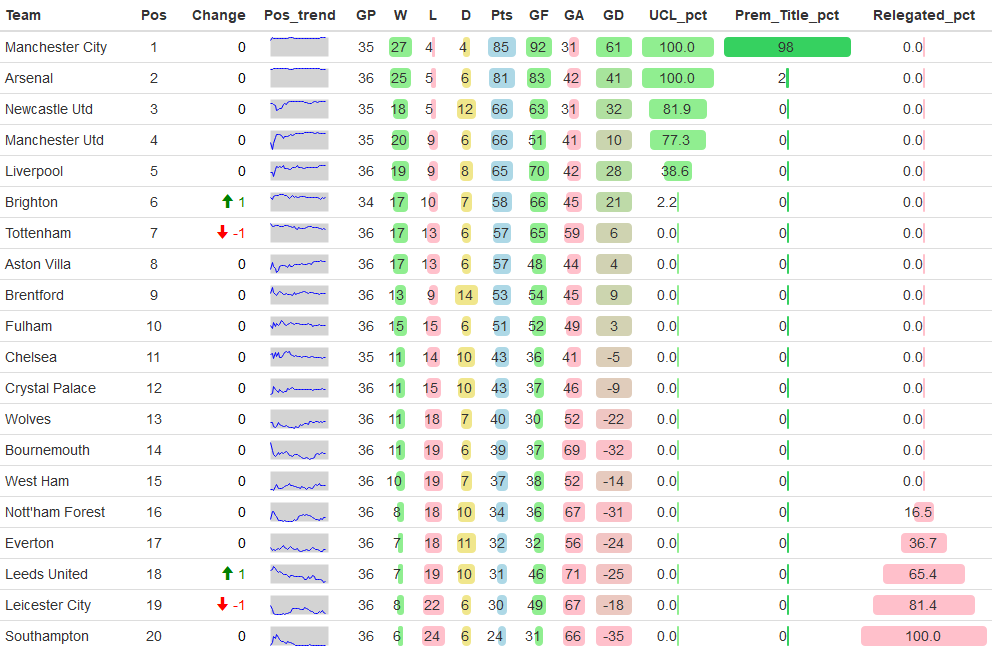 Team Pos Change Pos_trend GP W L D Pts GF GA GD UCL_pct Prem_Title_pct Relegated_pct
Manchester City 1 0 35 27 4 4 85 92 31 61 100.0 98 0.0
Arsenal 2 0 36 25 5 6 81 83 42 41 100.0 2 0.0
Newcastle Utd 3 0 35 18 5 12 66 63 31 32 81.9 0 0.0
Manchester Utd 4 0 35 20 9 6 66 51 41 10 77.3 0 0.0
Liverpool 5 0 36 19 9 8 65 70 42 28 38.6 0 0.0
Brighton 6 1 34 17 10 7 58 66 45 21 2.2 0 0.0
Tottenham 7 -1 36 17 13 6 57 65 59 6 0.0 0 0.0
Aston Villa 8 0 36 17 13 6 57 48 44 4 0.0 0 0.0
Brentford 9 0 36 13 9 14 53 54 45 9 0.0 0 0.0
Fulham 10 0 36 15 15 6 51 52 49 3 0.0 0 0.0
Chelsea 11 0 35 11 14 10 43 36 41 -5 0.0 0 0.0
Crystal Palace 12 0 36 11 15 10 43 37 46 -9 0.0 0 0.0
Wolves 13 0 36 11 18 7 40 30 52 -22 0.0 0 0.0
Bournemouth 14 0 36 11 19 6 39 37 69 -32 0.0 0 0.0
West Ham 15 0 36 10 19 7 37 38 52 -14 0.0 0 0.0
Nott'ham Forest 16 0 36 8 18 10 34 36 67 -31 0.0 0 16.5
Everton 17 0 36 7 18 11 32 32 56 -24 0.0 0 36.7
Leeds United 18 1 36 7 19 10 31 46 71 -25 0.0 0 65.4
Leicester City 19 -1 36 8 22 6 30 49 67 -18 0.0 0 81.4
Southampton 20 0 36 6 24 6 24 31 66 -35 0.0 0 100.0